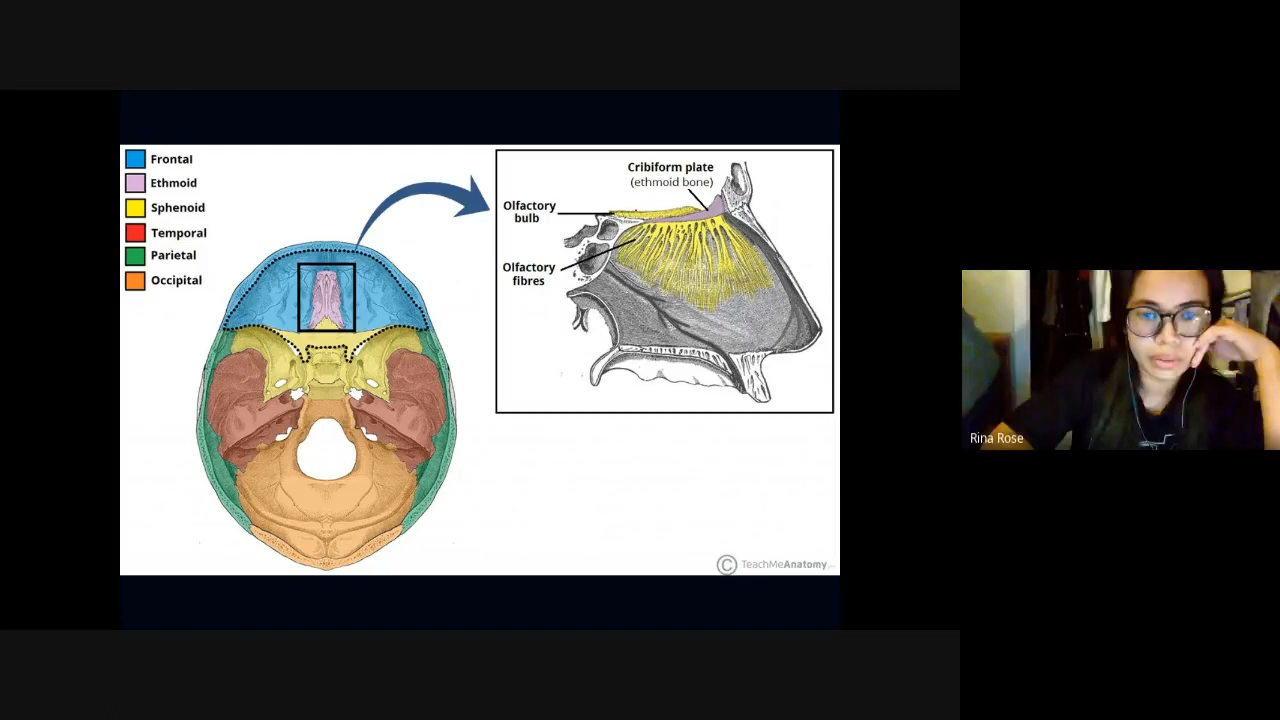 Frontal
Ethmoid
Sphenoid
Temporal
Parietal
Occipital
Cribiform plate
(ethmoid bone)
Olfactory
bulb
Olfactory
fibres
© TeachMeAnatomy
Rina Rose